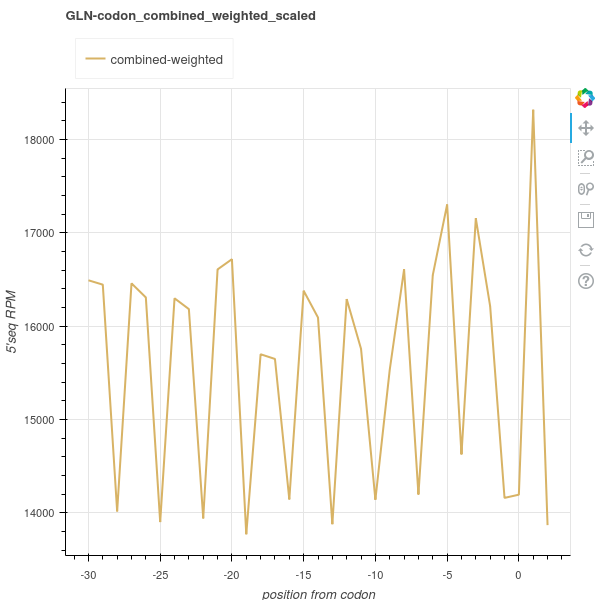 GLN-codon_combined_weighted_scaled
combined-weighted
18000
17000
16000
15000
14000
5'seq RPM
-30 -25 -20 -15 -10 -5 0
position from codon